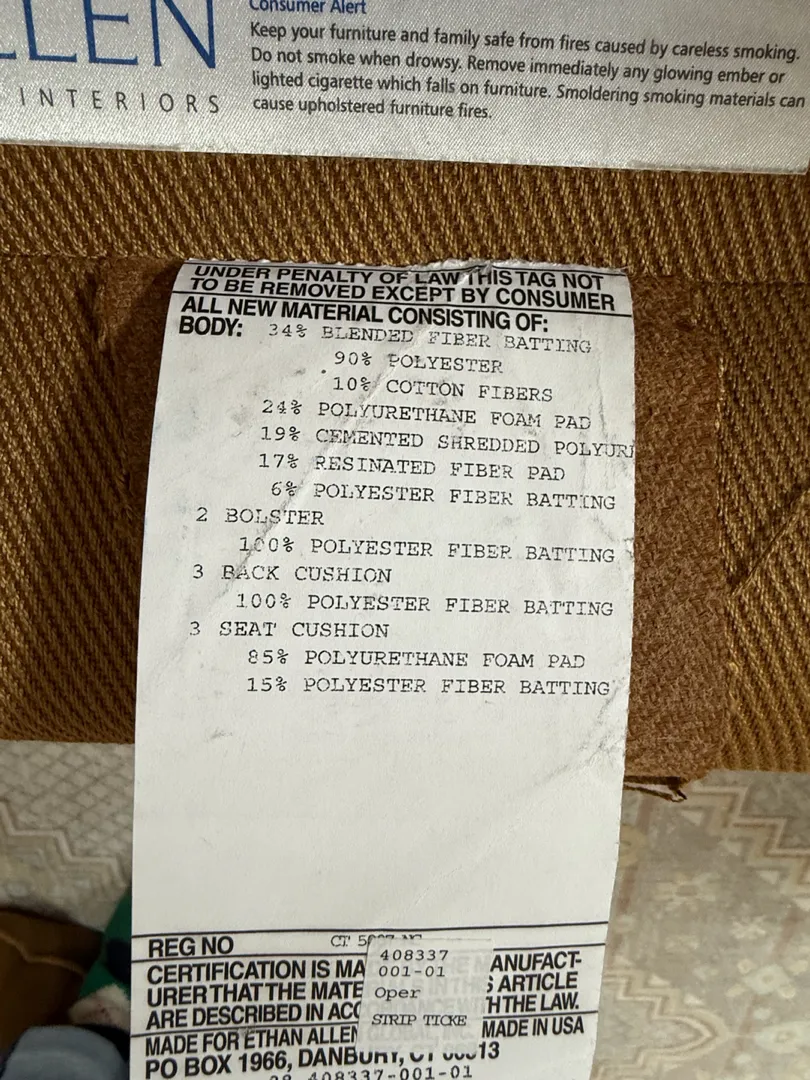 Consumer Alert
LLEN
INTERIORS
Keep your furniture and family safe from fires caused by careless smoking.
Do not smoke when drowsy. Remove immediately any glowing ember or
lighted cigarette which falls on furniture. Smoldering smoking materials can
cause upholstered furniture fires.
UNDER PENALTY OF LAW THIS TAG NOT
TO BE REMOVED EXCEPT BY CONSUMER
ALL NEW MATERIAL CONSISTING OF:
BODY: 34% BLENDED FIBER BATTING
90% POLYESTER
10% COTTON FIBERS
24% POLYURETHANE FOAM PAD
19% CEMENTED SHREDDED POLYUR
17% RESINATED FIBER PAD
6% POLYESTER FIBER BATTING
2 BOLSTER
100% POLYESTER FIBER BATTING
3 BACK CUSHION
100% POLYESTER FIBER BATTING
3 SEAT CUSHION
85% POLYURETHANE FOAM PAD
15% POLYESTER FIBER BATTING
REG NO CT
408337
001-01
Oper
STRIP TICKE
CERTIFICATION IS MA ANUFACT-
URER THAT THE MATE S ARTICLE
ARE DESCRIBED IN ACC H THE LAW.
MADE FOR ETHAN ALLEN MADE IN USA
PO BOX 1966, DANBURY, CT 13
408337-001-01